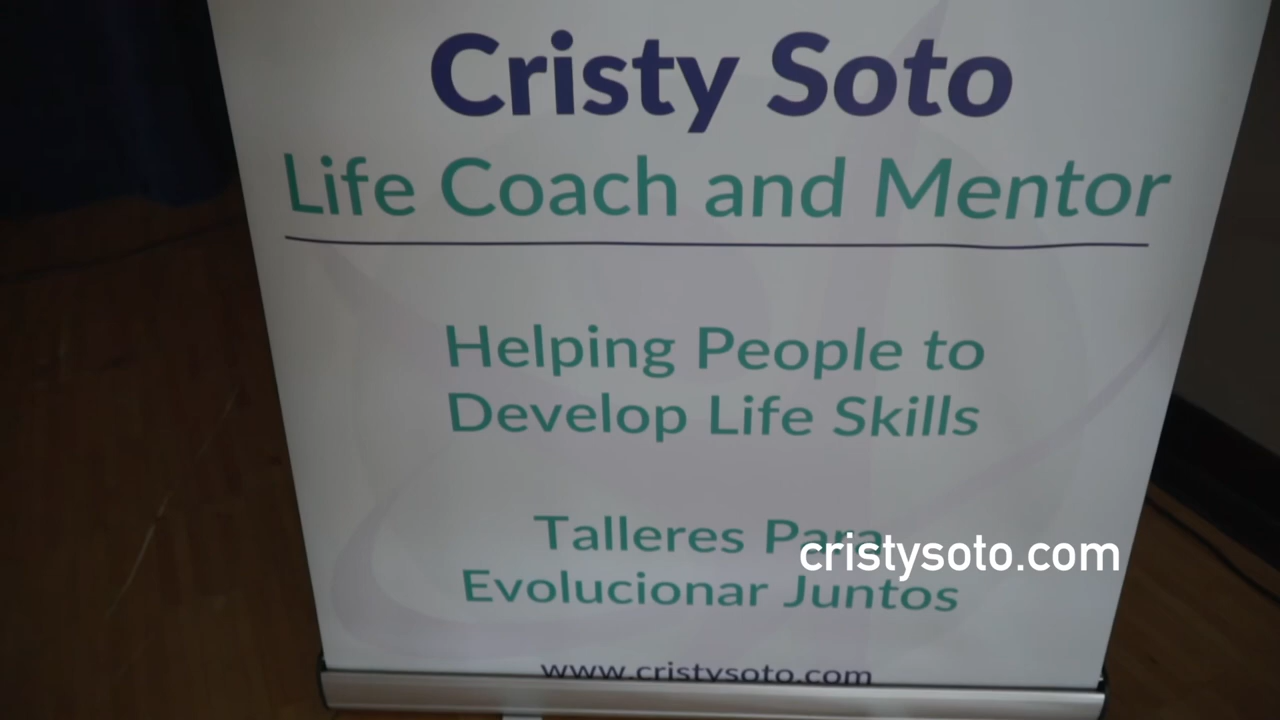 Cristy Soto
Life Coach and Mentor
Helping People to
Develop Life Skills
Talleres Para
cristysoto.com
Evolucionar Juntos
www.cristysoto.com